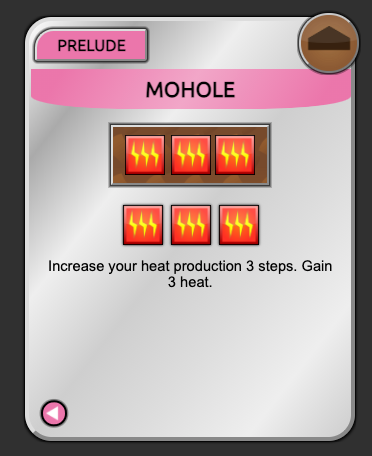 PRELUDE
MOHOLE
Increase your heat production 3 steps. Gain
3 heat.